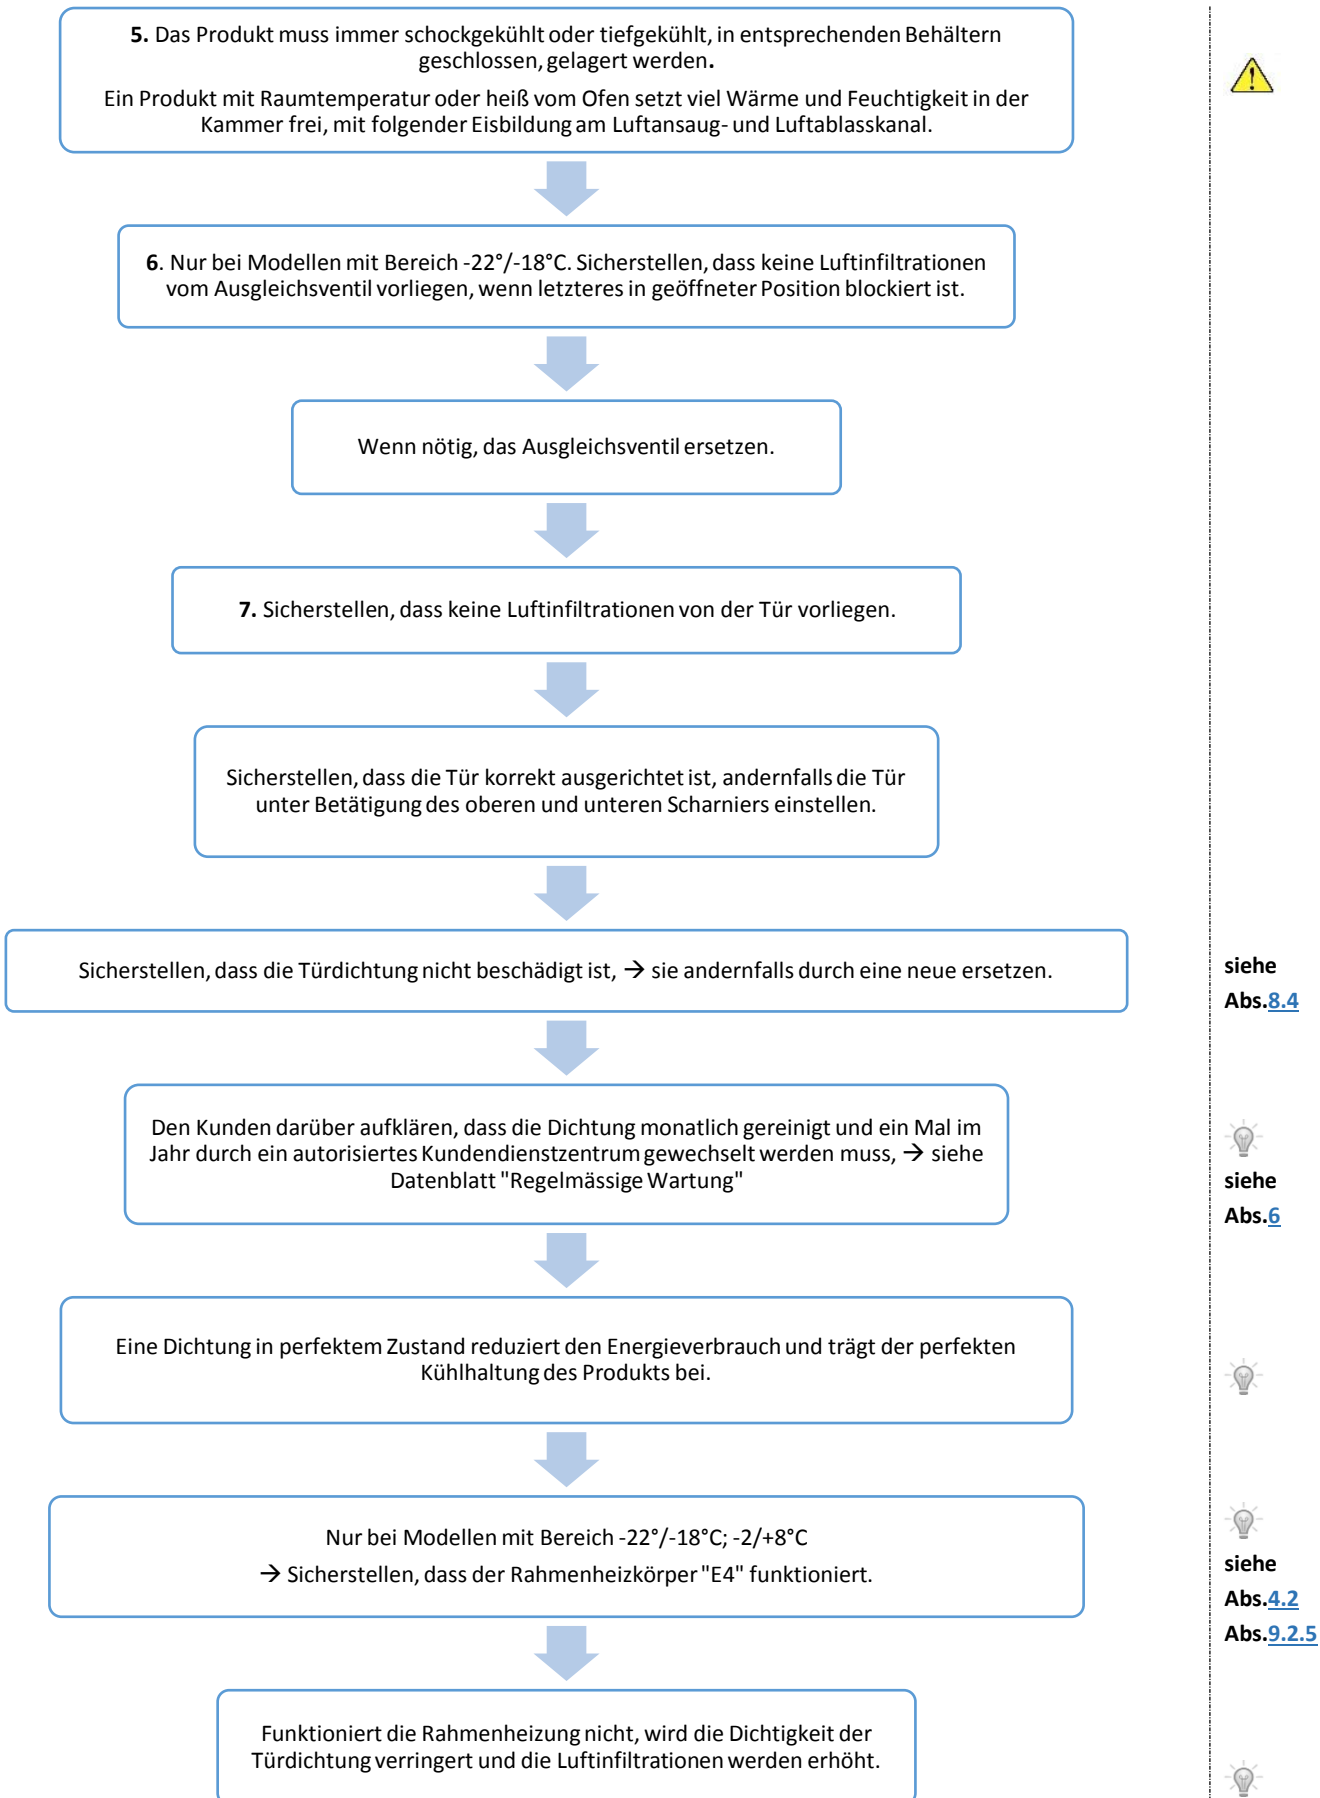 5. Das Produkt muss immer schockgekühlt oder tiefgekühlt, in entsprechenden Behältern
geschlossen, gelagert werden.
Ein Produkt mit Raumtemperatur oder heiß vom Ofen setzt viel Wärme und Feuchtigkeit in der
Kammer frei, mit folgender Eisbildung am Luftansaug- und Luftablasskanal.
6. Nur bei Modellen mit Bereich -22°/-18°C. Sicherstellen, dass keine Luftinfiltrationen
vom Ausgleichsventil vorliegen, wenn letzteres in geöffneter Position blockiert ist.
Wenn nötig, das Ausgleichsventil ersetzen.
7. Sicherstellen, dass keine Luftinfiltrationen von der Tür vorliegen.
Sicherstellen, dass die Tür korrekt ausgerichtet ist, andernfalls die Tür
unter Betätigung des oberen und unteren Scharniers einstellen.
Sicherstellen, dass die Türdichtung nicht beschädigt ist, → sie andernfalls durch eine neue ersetzen.
siehe
Abs.8.4
Den Kunden darüber aufklären, dass die Dichtung monatlich gereinigt und ein Mal im
Jahr durch ein autorisiertes Kundendienstzentrum gewechselt werden muss, → siehe
Datenblatt "Regelmässige Wartung"
siehe
Abs.6
Eine Dichtung in perfektem Zustand reduziert den Energieverbrauch und trägt der perfekten
Kühlhaltung des Produkts bei.
Nur bei Modellen mit Bereich -22°/-18°C; -2/+8°C
→ Sicherstellen, dass der Rahmenheizkörper "E4" funktioniert.
siehe
Abs.4.2
Abs.9.2.5
Funktioniert die Rahmenheizung nicht, wird die Dichtigkeit der
Türdichtung verringert und die Luftinfiltrationen werden erhöht.